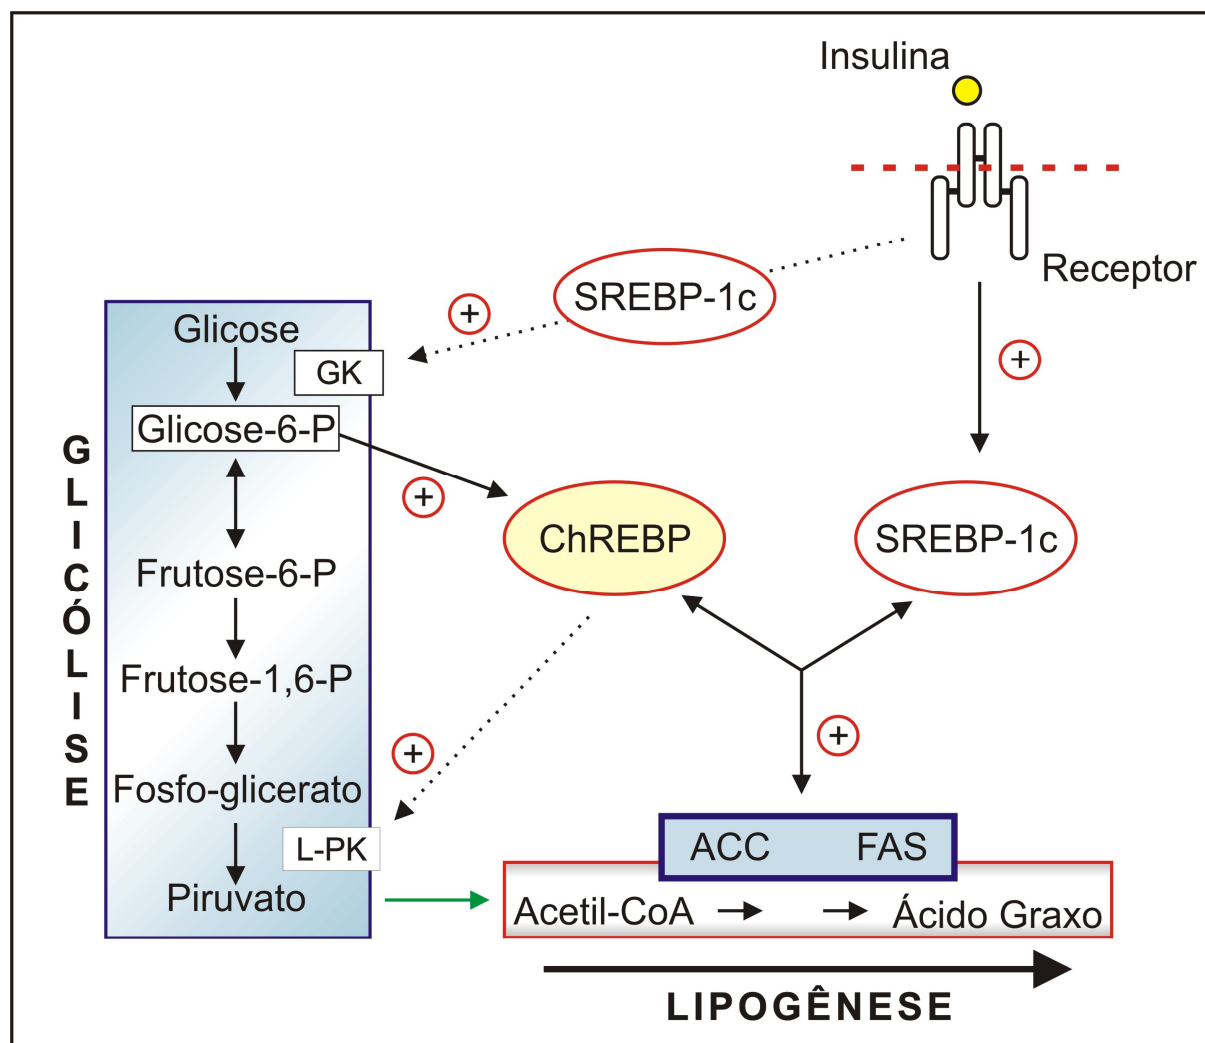 Insulina
Receptor
SREBP-1c
+
+
Glicose
GK
Glicose-6-P
+
ChREBP
SREBP-1c
Frutose-6-P
Frutose-1,6-P
+
+
Fosfo-glicerato
L-PK
Piruvato
GLICÓLISE
ACC FAS
Acetil-CoA Ácido Graxo
LIPOGÊNESE